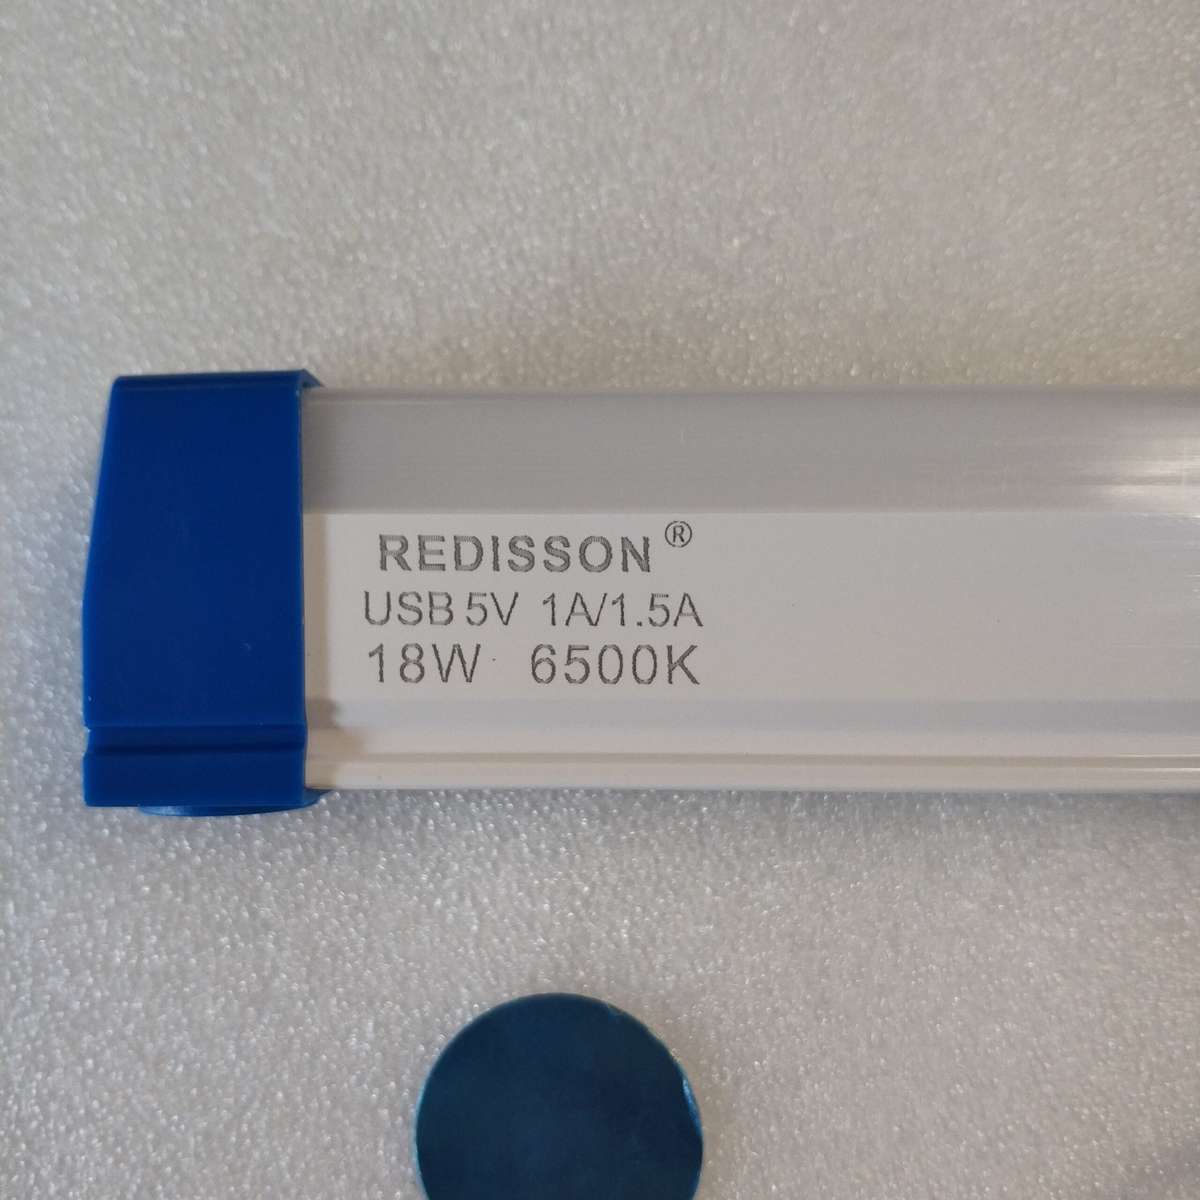 REDISSON®
USB 5V 1A/1.5A
18W 6500K